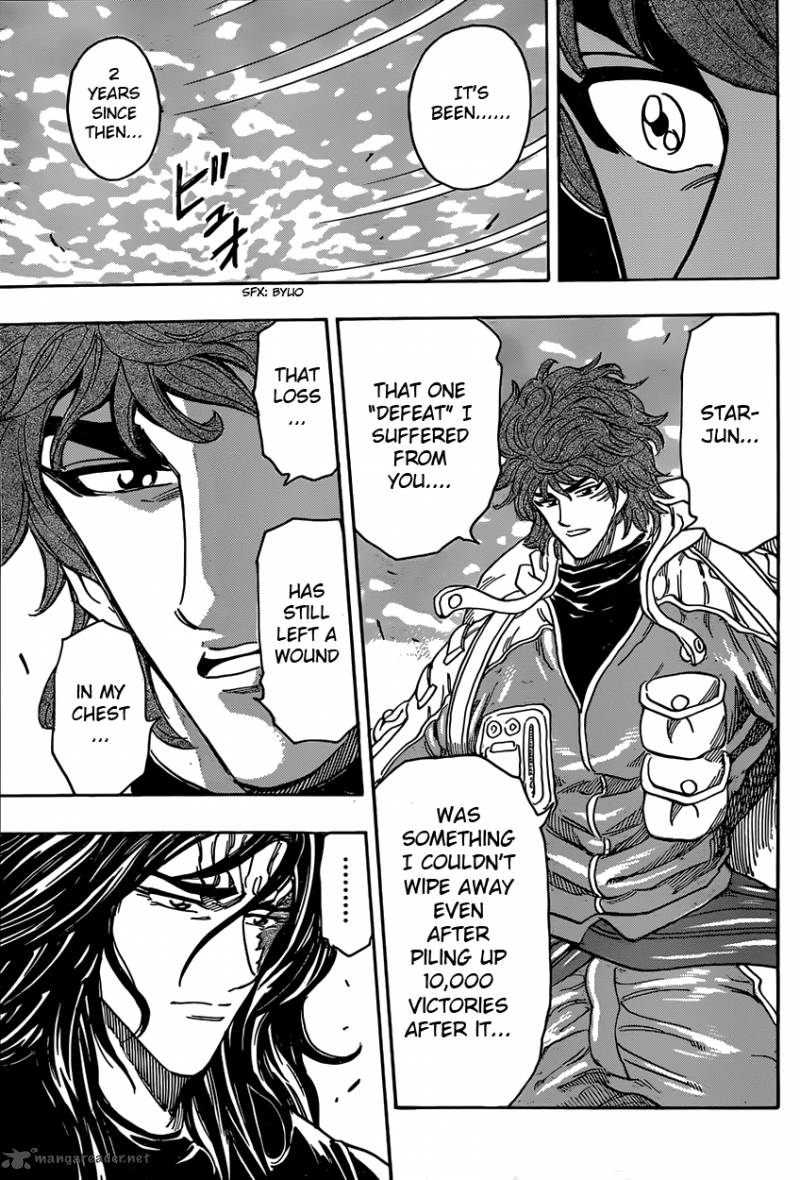 IT'S
BEEN......
2
YEARS
SINCE
THEN...
ビュオ
SFX: BYUO
STAR-
JUN...
THAT ONE
"DEFEAT" I
SUFFERED
FROM
YOU....
WAS
SOMETHING
I COULDN'T
WIPE AWAY
EVEN
AFTER
PILING UP
10,000
VICTORIES
AFTER IT...
THAT
LOSS
...
HAS
STILL
LEFT A
WOUND
IN MY
CHEST
...
.........
mangareader.net